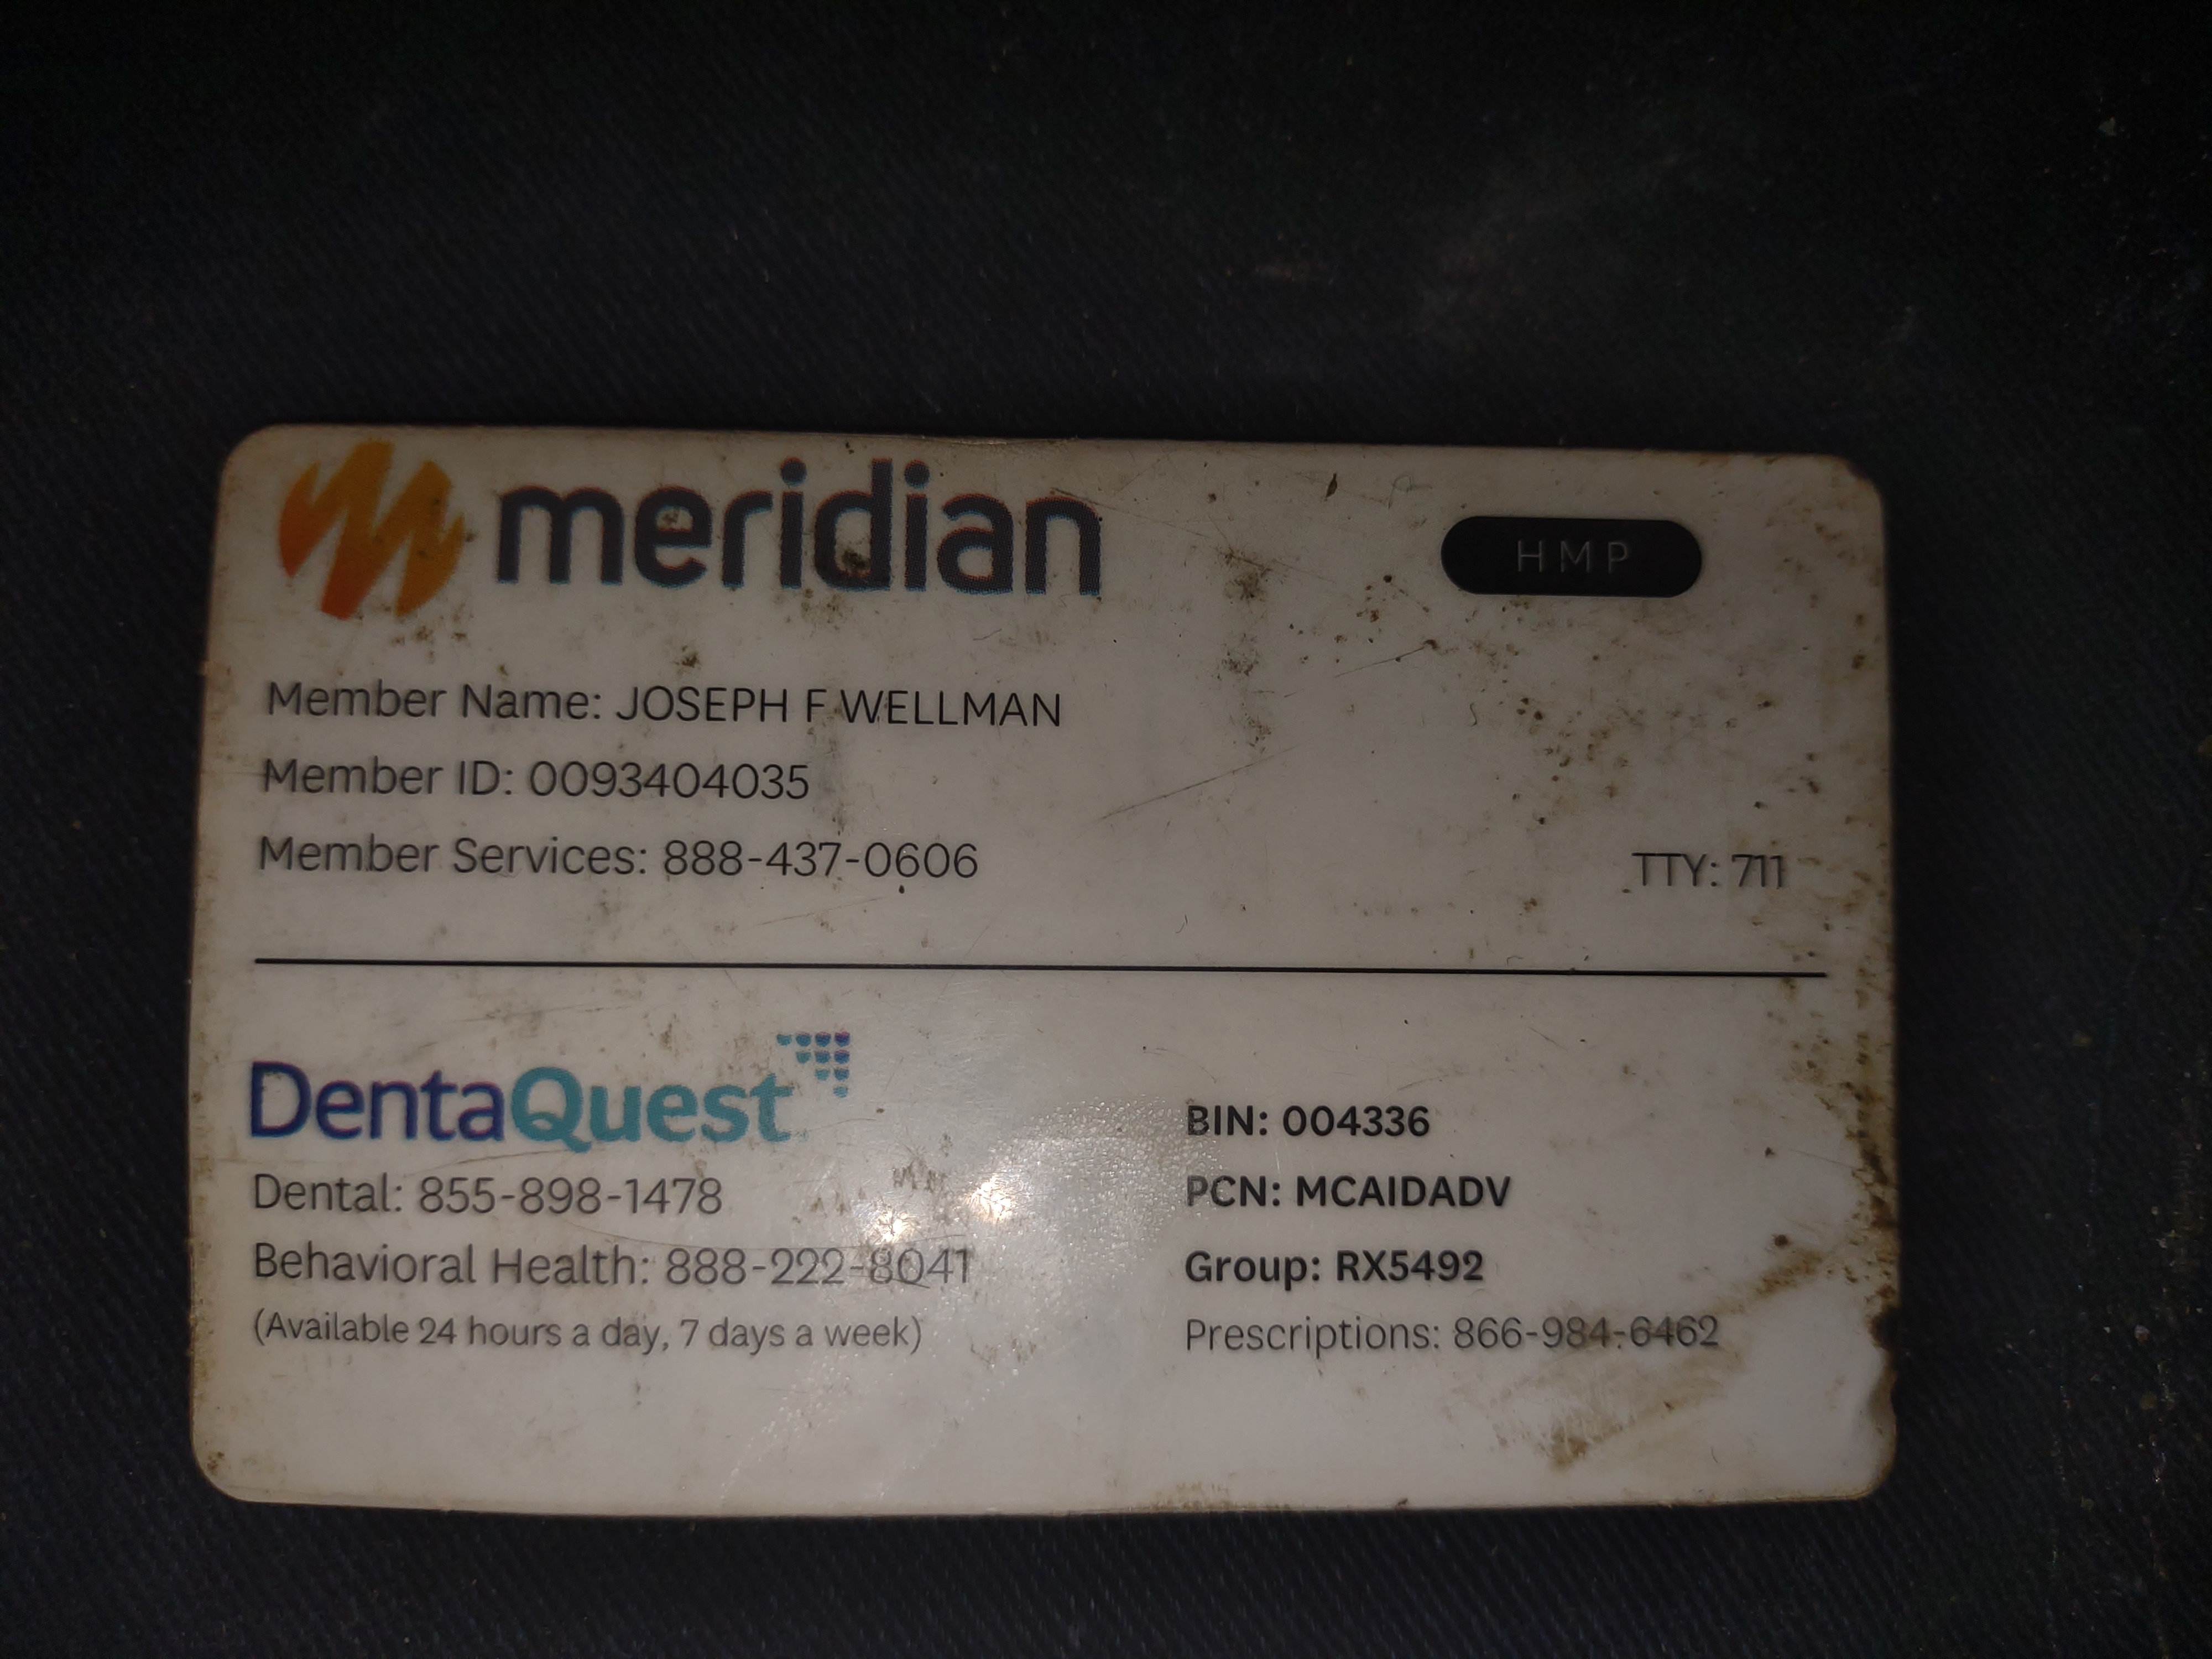 meridian
HMP
Member Name: JOSEPH F WELLMAN
Member ID: 0093404035
Member Services: 888-437-0606
TTY: 711
DentaQuest
Dental: 855-898-1478
Behavioral Health: 888-222-8041
(Available 24 hours a day, 7 days a week)
BIN: 004336
PCN: MCAIDADV
Group: RX5492
Prescriptions: 866-984-6462